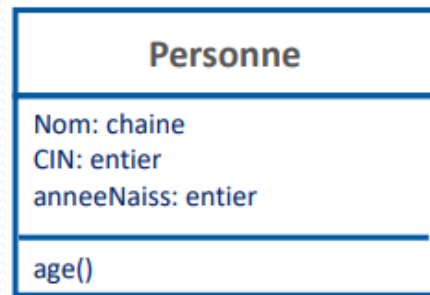 Personne
Nom: chaine
CIN: entier
anneeNaiss: entier
age()